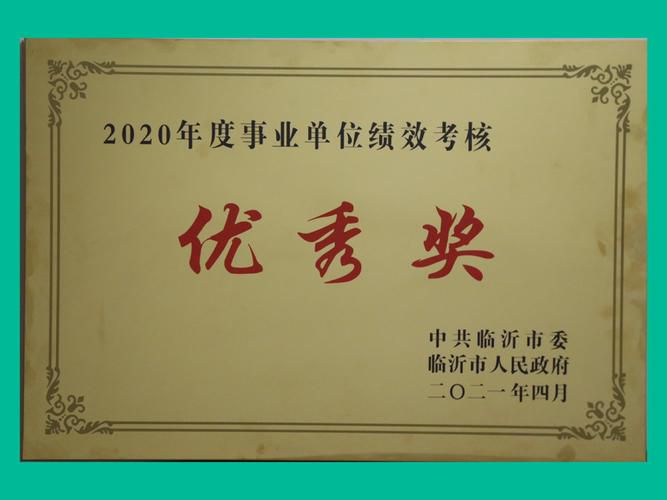 2020年度事业单位绩效考核
优秀奖
中共临沂市委
临沂市人民政府
二〇二一年四月